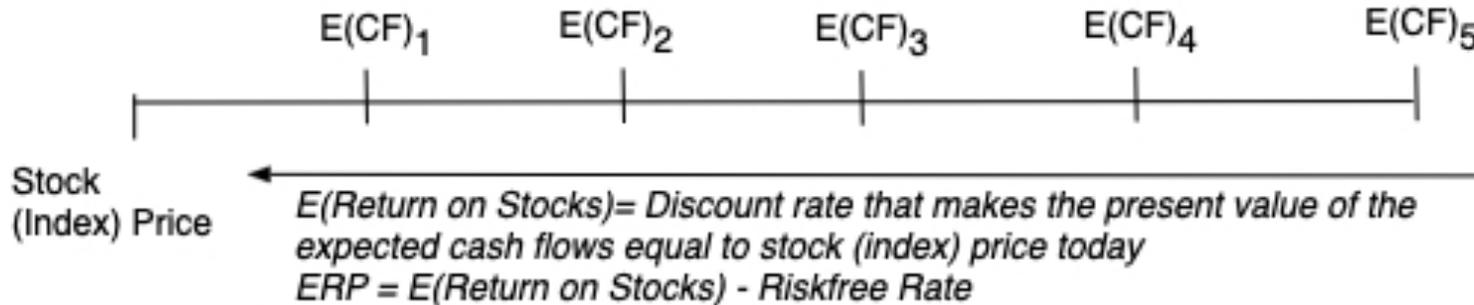 E(CF)1 E(CF)2 E(CF)3 E(CF)4 E(CF)5
Stock
(Index) Price
E(Return on Stocks)= Discount rate that makes the present value of the
expected cash flows equal to stock (index) price today
ERP = E(Return on Stocks) - Riskfree Rate